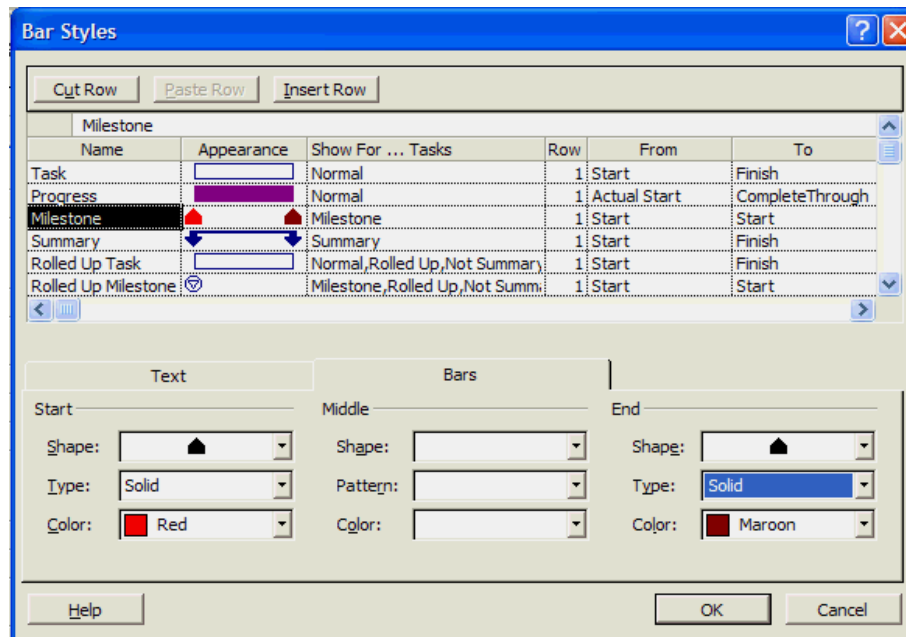 Bar Styles
Cut Row Paste Row Insert Row
Milestone
Name Appearance Show For ... Tasks Row From To
Task Normal 1 Start Finish
Progress Normal 1 Actual Start CompleteThrough
Milestone Milestone 1 Start Start
Summary Summary 1 Start Finish
Rolled Up Task Normal,Rolled Up,Not Summary 1 Start Finish
Rolled Up Milestone Milestone,Rolled Up,Not Summ 1 Start Start
Text Bars
Start Middle End
Shape: Shape: Shape:
Type: Solid Pattern: Type: Solid
Color: Red Color: Color: Maroon
Help OK Cancel